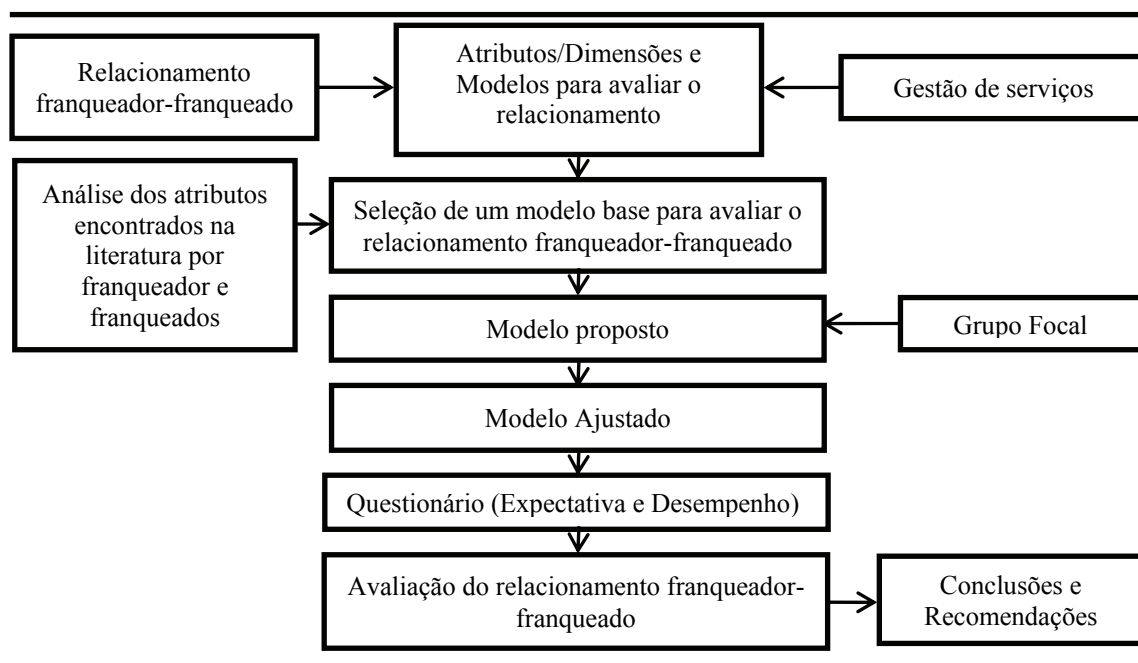 Relacionamento
franqueador-franqueado
Atributos/Dimensões e
Modelos para avaliar o
relacionamento
Gestão de serviços
Análise dos atributos
encontrados na
literatura por
franqueador e
franqueados
Seleção de um modelo base para avaliar o
relacionamento franqueador-franqueado
Modelo proposto
Grupo Focal
Modelo Ajustado
Questionário (Expectativa e Desempenho)
Avaliação do relacionamento franqueador-
franqueado
Conclusões e
Recomendações